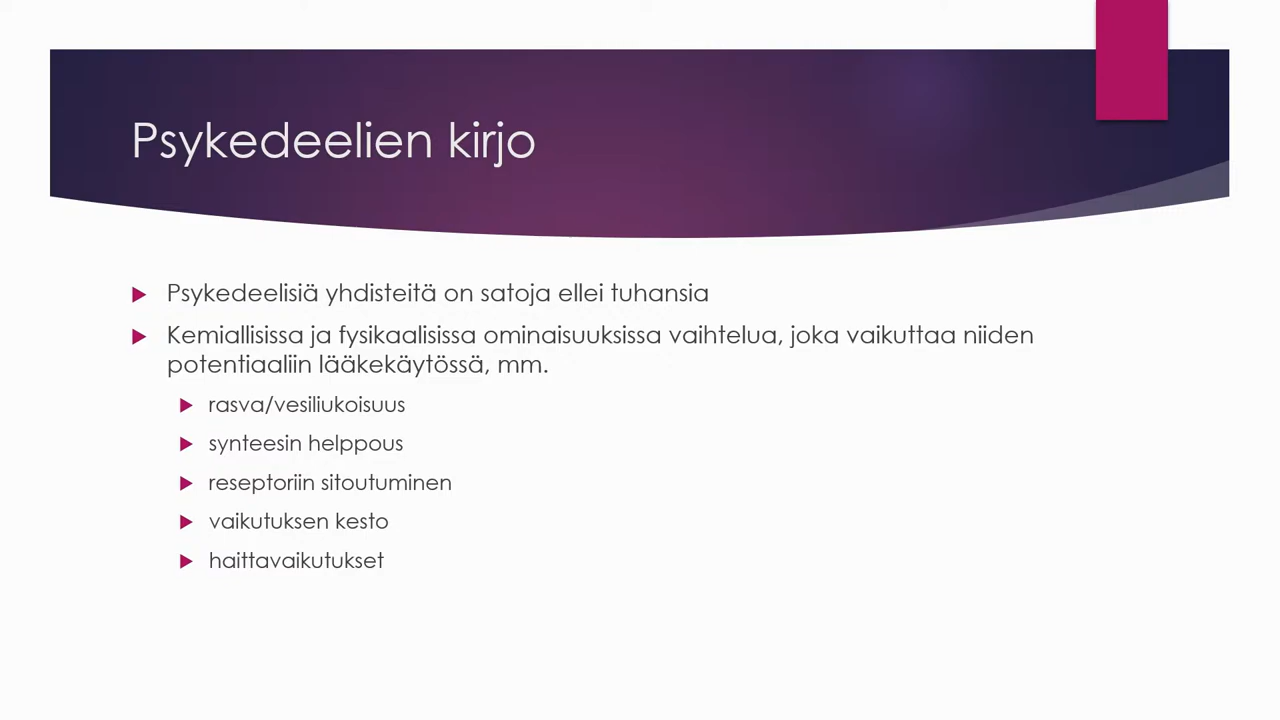 Psykedeelien kirjo
Psykedeelisiä yhdisteitä on satoja ellei tuhansia
Kemiallisissa ja fysikaalisissa ominaisuuksissa vaihtelua, joka vaikuttaa niiden
potentiaaliin lääkekäytössä, mm.
rasva/vesiliukoisuus
synteesin helppous
reseptoriin sitoutuminen
vaikutuksen kesto
haittavaikutukset